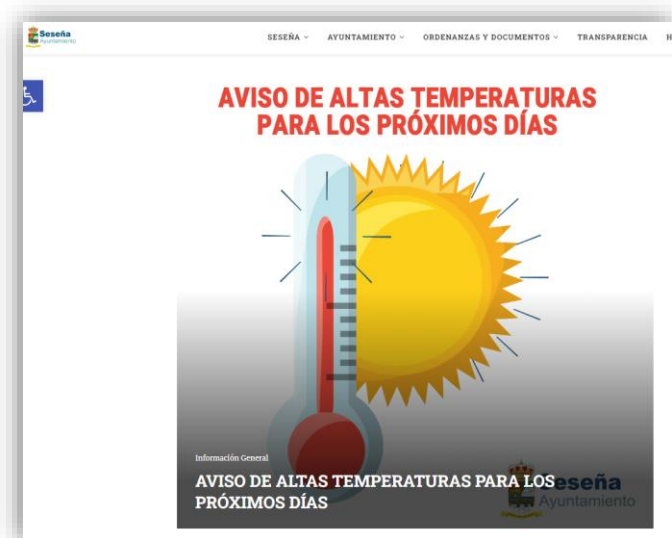 Seseña
Ayuntamiento
SESEÑA
AYUNTAMIENTO
ORDENANZAS Y DOCUMENTOS
TRANSPARENCIA
H
AVISO DE ALTAS TEMPERATURAS
PARA LOS PRÓXIMOS DÍAS
Información General
AVISO DE ALTAS TEMPERATURAS PARA LOS
PRÓXIMOS DÍAS
Seseña
Ayuntamiento